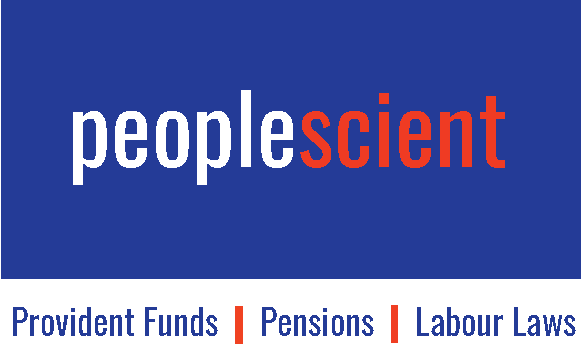 peoplescient
Provident Funds | Pensions | Labour Laws